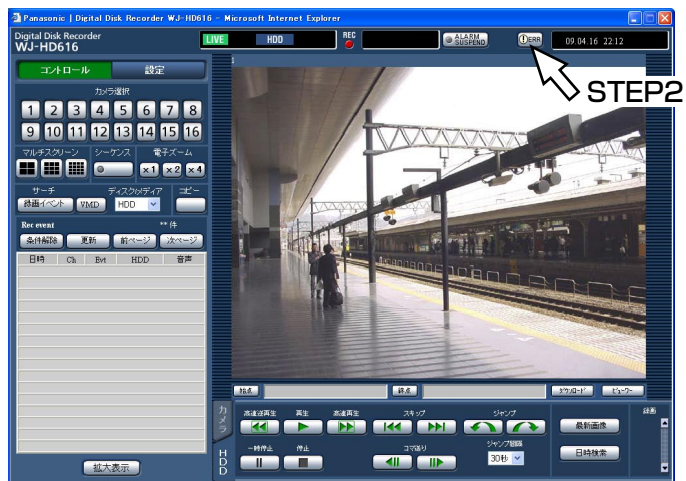 Panasonic | Digital Disk Recorder WJ-HD616 - Microsoft Internet Explorer
Digital Disk Recorder
WJ-HD616
LIVE HDD REC ALARM SUSPEND ERR 09.04.16 22:12
STEP2
コントロール 設定
カメラ選択
1 2 3 4 5 6 7 8
9 10 11 12 13 14 15 16
マルチスクリーン シーケンス 電子ズーム
x1 x2 x4
サーチ ディスクメディア コピー
録画イベント VMD HDD
Rec event ** 件
条件解除 更新 前ページ 次ページ
日時 Ch Evt HDD 音声
拡大表示
始点 終点 ダウンロード ビューワー
カメラ
HDD
高速逆再生 再生 高速再生 スキップ ジャンプ 録画
最新画像
一時停止 停止 コマ送り ジャンプ間隔
30秒 日時検索